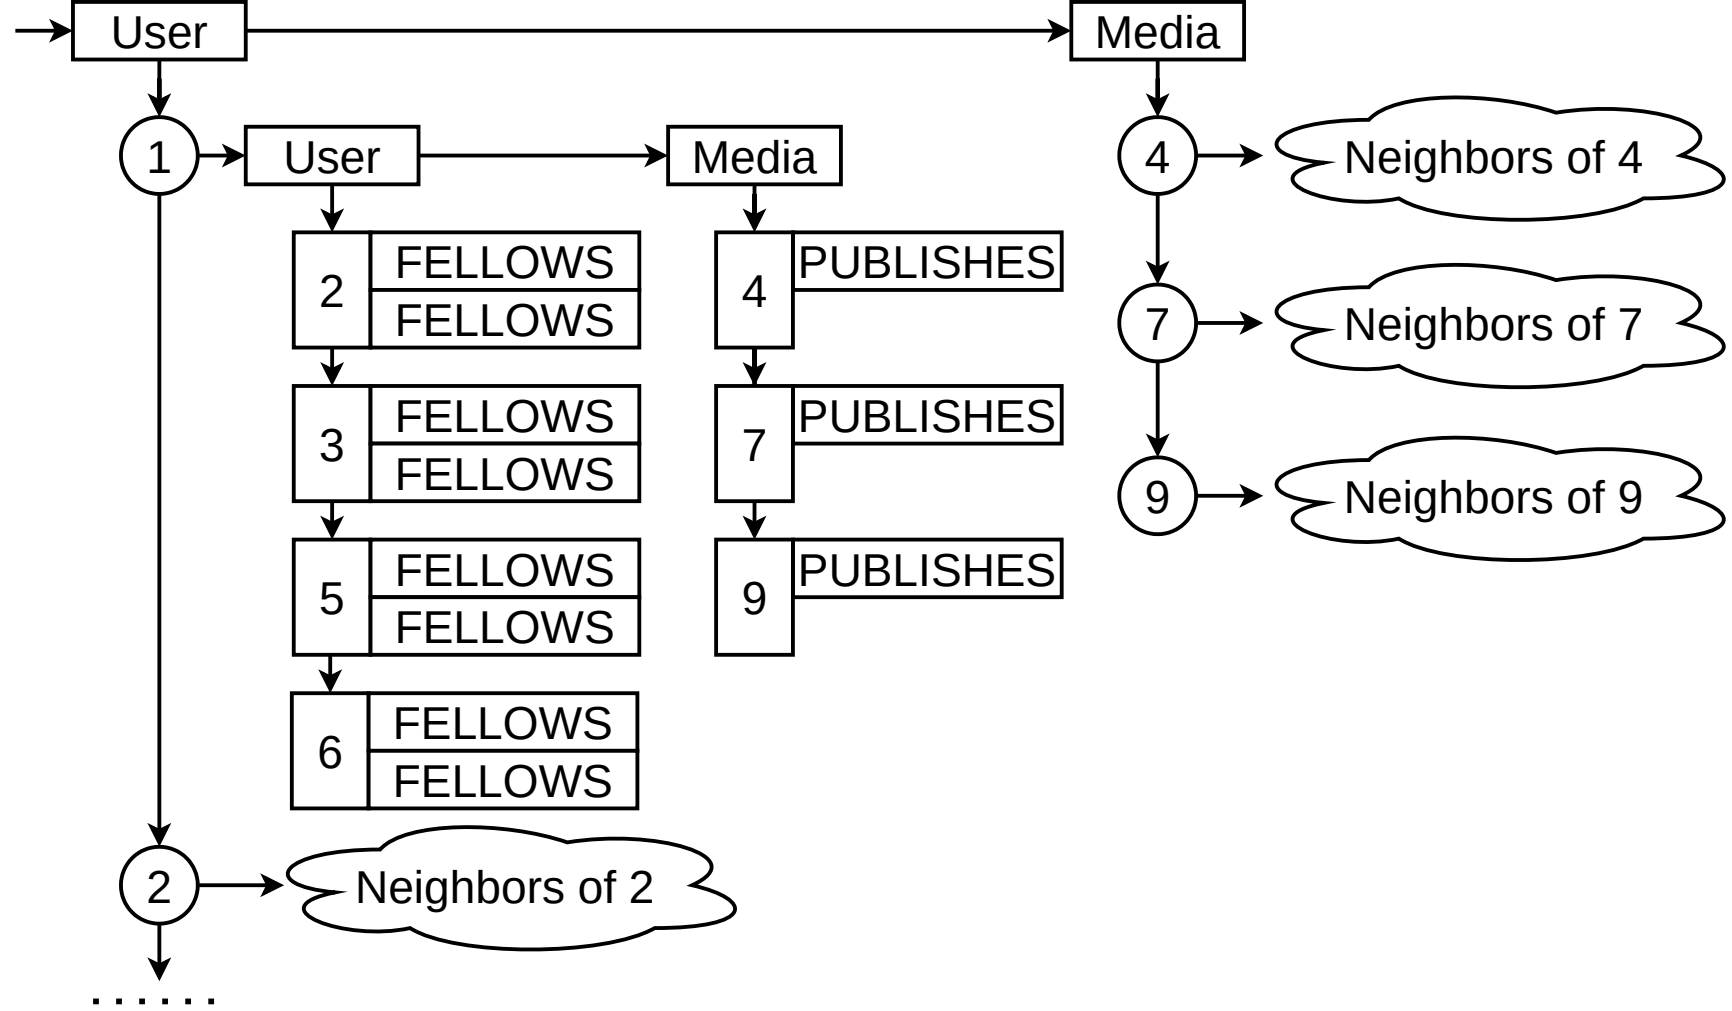 User
Media
1
User
Media
4
Neighbors of 4
2
FELLOWS
FELLOWS
4
PUBLISHES
7
Neighbors of 7
3
FELLOWS
FELLOWS
7
PUBLISHES
9
Neighbors of 9
5
FELLOWS
FELLOWS
9
PUBLISHES
6
FELLOWS
FELLOWS
2
Neighbors of 2
......